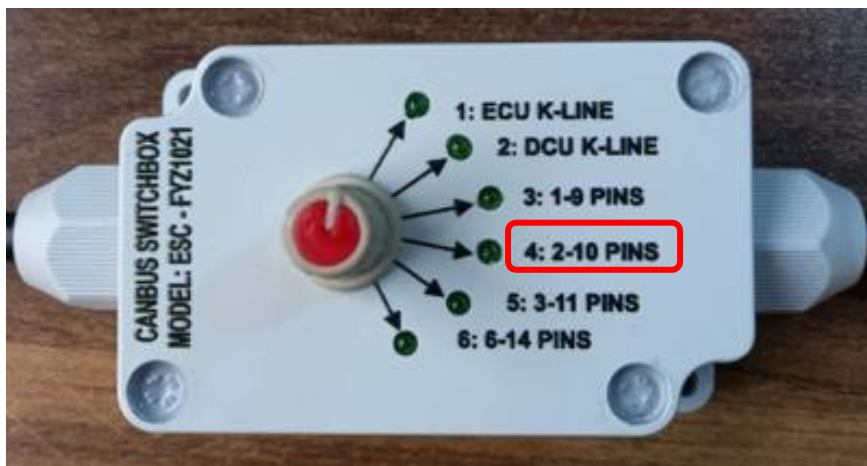 CANBUS SWITCHBOX
MODEL: ESC - FYZ1021
1: ECU K-LINE
2: DCU K-LINE
3: 1-9 PINS
4: 2-10 PINS
5: 3-11 PINS
6: 6-14 PINS